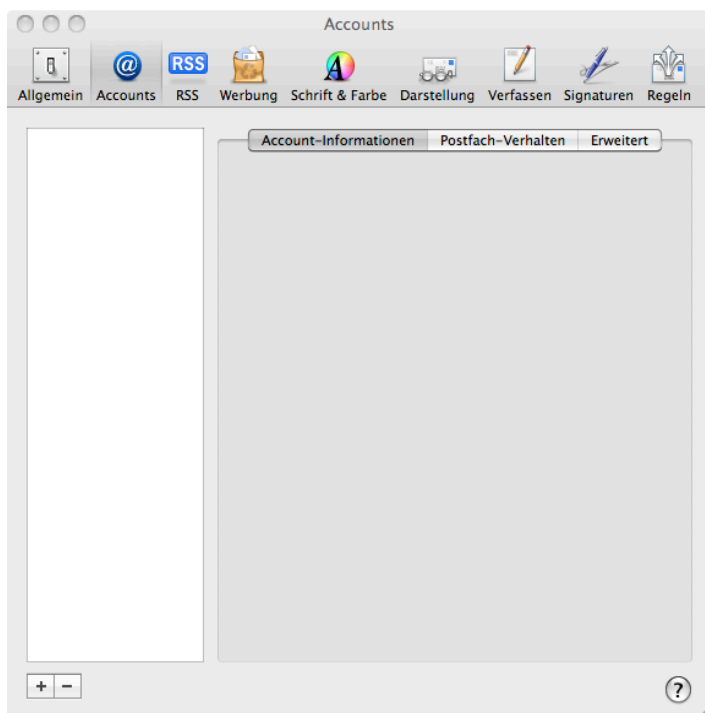 Accounts
RSS
Allgemein Accounts RSS Werbung Schrift & Farbe Darstellung Verfassen Signaturen Regeln
Account-Informationen Postfach-Verhalten Erweitert
+ − ?